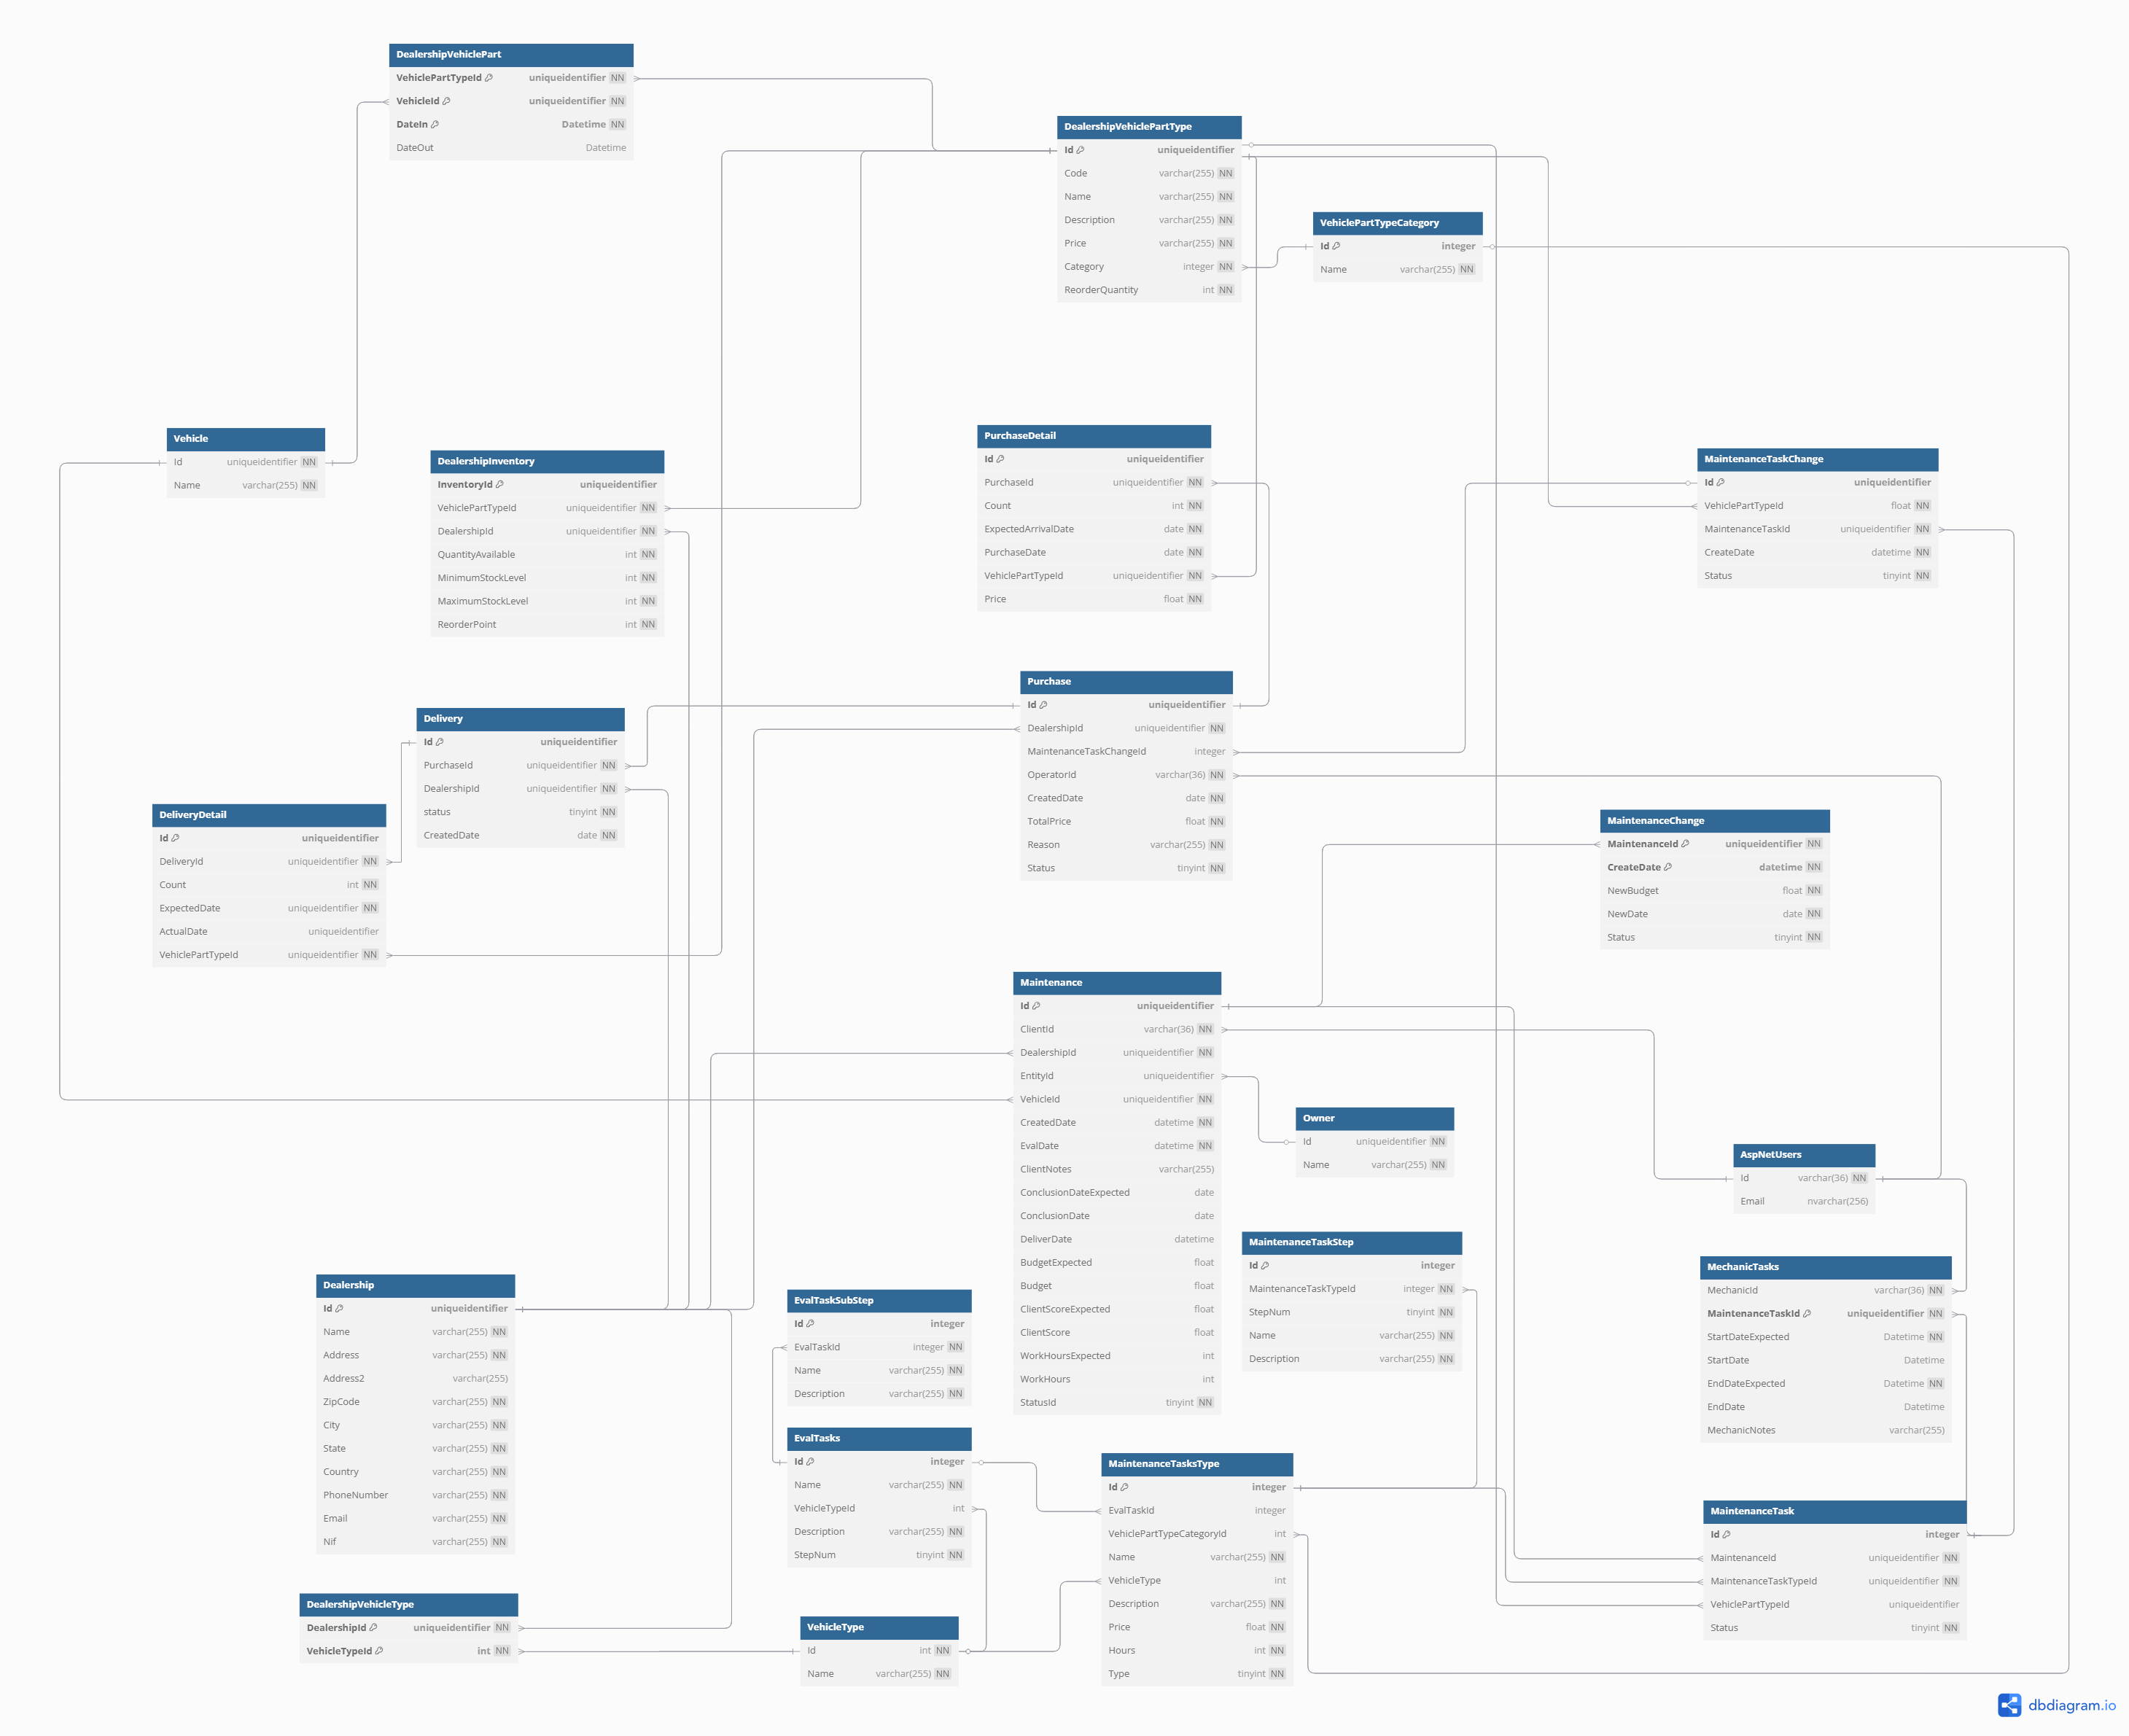 DealershipVehiclePart
VehiclePartTypeId uniqueidentifier NN
VehicleId uniqueidentifier NN
DateIn Datetime NN
DateOut Datetime
DealershipVehiclePartType
Id uniqueidentifier
Code varchar(255) NN
Name varchar(255) NN
Description varchar(255) NN
Price varchar(255) NN
Category integer NN
ReorderQuantity int NN
VehiclePartTypeCategory
Id integer
Name varchar(255) NN
Vehicle
Id uniqueidentifier NN
Name varchar(255) NN
DealershipInventory
InventoryId uniqueidentifier
VehiclePartTypeId uniqueidentifier NN
DealershipId uniqueidentifier NN
QuantityAvailable int NN
MinimumStockLevel int NN
MaximumStockLevel int NN
ReorderPoint int NN
PurchaseDetail
Id uniqueidentifier
PurchaseId uniqueidentifier NN
Count int NN
ExpectedArrivalDate date NN
PurchaseDate date NN
VehiclePartTypeId uniqueidentifier NN
Price float NN
MaintenanceTaskChange
Id uniqueidentifier
VehiclePartTypeId float NN
MaintenanceTaskId uniqueidentifier NN
CreateDate datetime NN
Status tinyint NN
Delivery
Id uniqueidentifier
PurchaseId uniqueidentifier NN
DealershipId uniqueidentifier NN
status tinyint NN
CreatedDate date NN
Purchase
Id uniqueidentifier
DealershipId uniqueidentifier NN
MaintenanceTaskChangeId integer
OperatorId varchar(36) NN
CreatedDate date NN
TotalPrice float NN
Reason varchar(255) NN
Status tinyint NN
DeliveryDetail
Id uniqueidentifier
DeliveryId uniqueidentifier NN
Count int NN
ExpectedDate uniqueidentifier NN
ActualDate uniqueidentifier
VehiclePartTypeId uniqueidentifier NN
MaintenanceChange
MaintenanceId uniqueidentifier NN
CreateDate datetime NN
NewBudget float NN
NewDate date NN
Status tinyint NN
Maintenance
Id uniqueidentifier
ClientId varchar(36) NN
DealershipId uniqueidentifier NN
EntityId uniqueidentifier
VehicleId uniqueidentifier NN
CreatedDate datetime NN
EvalDate datetime NN
ClientNotes varchar(255)
ConclusionDateExpected date
ConclusionDate date
DeliverDate datetime
BudgetExpected float
Budget float
ClientScoreExpected float
ClientScore float
WorkHoursExpected int
WorkHours int
StatusId tinyint NN
Owner
Id uniqueidentifier NN
Name varchar(255) NN
AspNetUsers
Id varchar(36) NN
Email nvarchar(256)
MaintenanceTaskStep
Id integer
MaintenanceTaskTypeId integer NN
StepNum tinyint NN
Name varchar(255) NN
Description varchar(255) NN
MechanicTasks
MechanicId varchar(36) NN
MaintenanceTaskId uniqueidentifier NN
StartDateExpected Datetime NN
StartDate Datetime
EndDateExpected Datetime NN
EndDate Datetime
MechanicNotes varchar(255)
Dealership
Id uniqueidentifier
Name varchar(255) NN
Address varchar(255) NN
Address2 varchar(255)
ZipCode varchar(255) NN
City varchar(255) NN
State varchar(255) NN
Country varchar(255) NN
PhoneNumber varchar(255) NN
Email varchar(255) NN
Nif varchar(255) NN
EvalTaskSubStep
Id integer
EvalTaskId integer NN
Name varchar(255) NN
Description varchar(255) NN
EvalTasks
Id integer
Name varchar(255) NN
VehicleTypeId int
Description varchar(255) NN
StepNum tinyint NN
MaintenanceTasksType
Id integer
EvalTaskId integer
VehiclePartTypeCategoryId int NN
Name varchar(255) NN
VehicleType int
Description varchar(255) NN
Price float NN
Hours int NN
Type tinyint NN
MaintenanceTask
Id integer
MaintenanceId uniqueidentifier NN
MaintenanceTaskTypeId uniqueidentifier NN
VehiclePartTypeId uniqueidentifier
Status tinyint NN
DealershipVehicleType
DealershipId uniqueidentifier NN
VehicleTypeId int NN
VehicleType
Id int NN
Name varchar(255) NN
dbdiagram.io